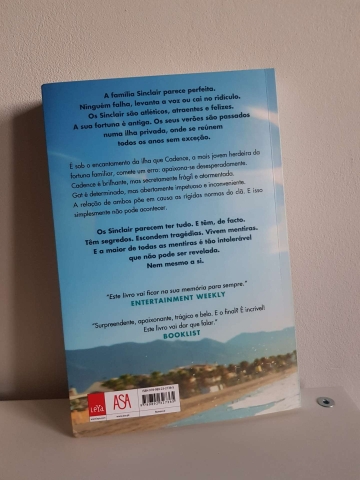 A família Sinclair parece perfeita.
Ninguém falha, levanta a voz ou cai no ridículo.
Os Sinclair são atléticos, atraentes e felizes.
A sua fortuna é antiga. Os seus verões são passados
numa ilha privada, onde se reúnem
todos os anos sem exceção.
É sob o encantamento da ilha que Cadence, a mais jovem herdeira da
fortuna familiar, comete um erro: apaixona-se desesperadamente.
Cadence é brilhante, mas secretamente frágil e atormentada.
Gat é determinado, mas abertamente impetuoso e inconveniente.
A relação de ambos põe em causa as rígidas normas do clã. E isso
simplesmente não pode acontecer.
Os Sinclair parecem ter tudo. E têm, de facto.
Têm segredos. Escondem tragédias. Vivem mentiras.
E a maior de todas as mentiras é tão intolerável
que não pode ser revelada.
Nem mesmo a si.
"Este livro vai ficar na sua memória para sempre."
ENTERTAINMENT WEEKLY
"Surpreendente, apaixonante, trágico e belo. E o final? É incrível!
Este livro vai dar que falar."
BOOKLIST
LeYa
ASA